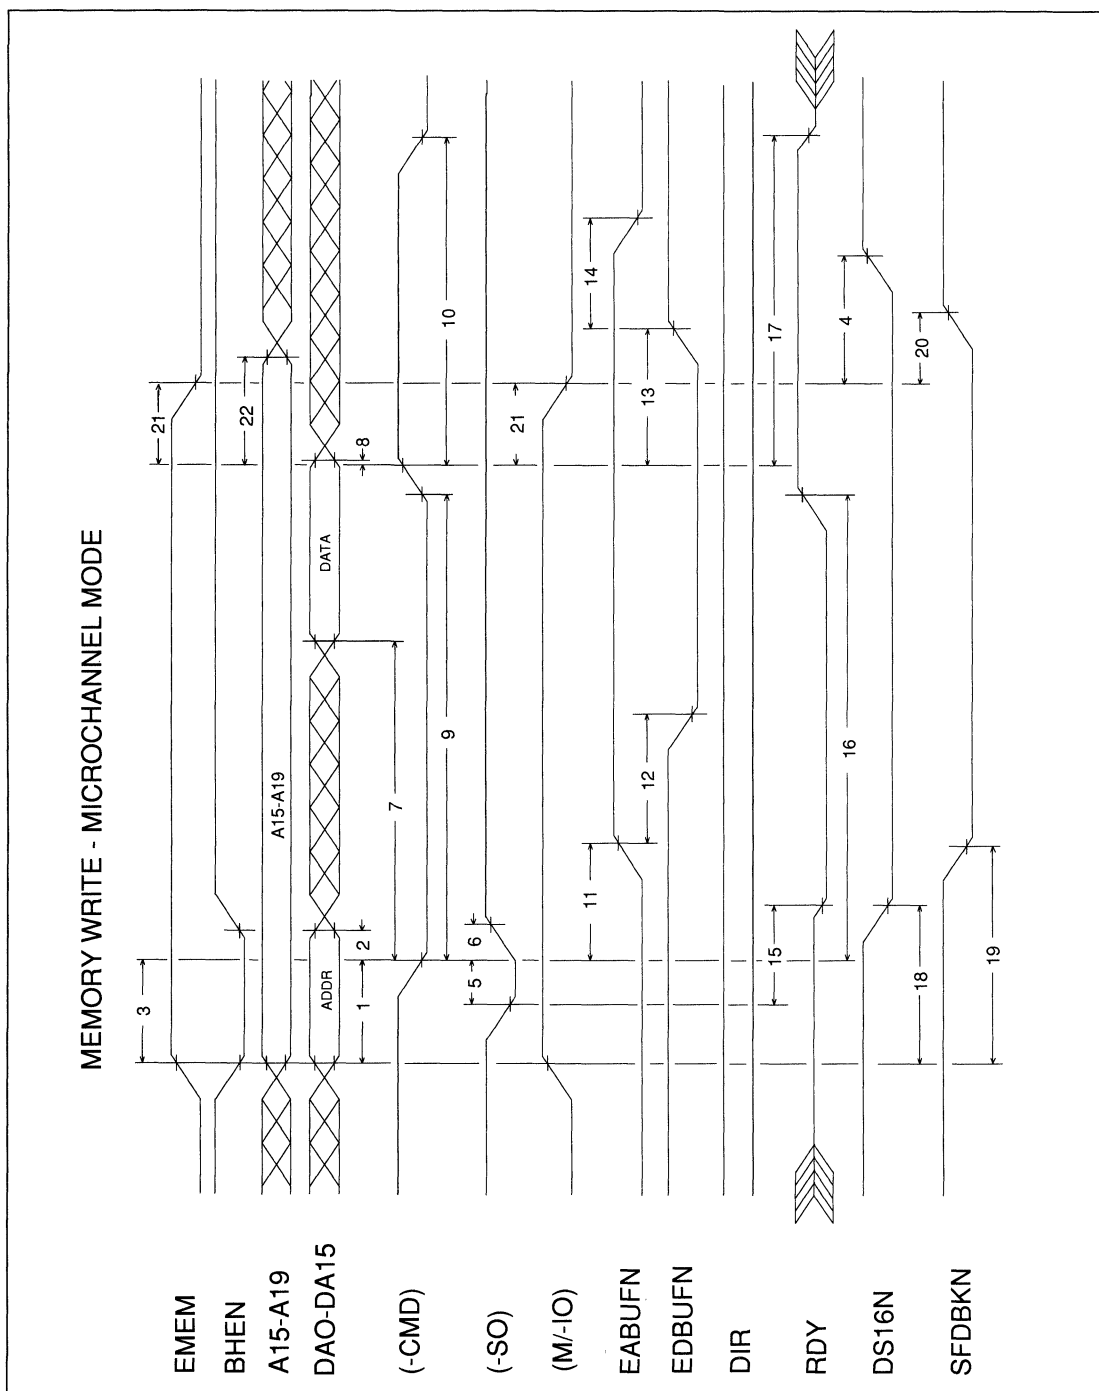 MEMORY WRITE - MICROCHANNEL MODE
EMEM
3
21
BHEN
A15-A19
A15-A19
22
DAO-DA15
ADDR
DATA
1
2
8
(-CMD)
7
9
10
(-SO)
5
6
21
(M/-IO)
EABUFN
11
14
EDBUFN
12
13
DIR
RDY
15
16
17
DS16N
18
4
SFDBKN
19
20